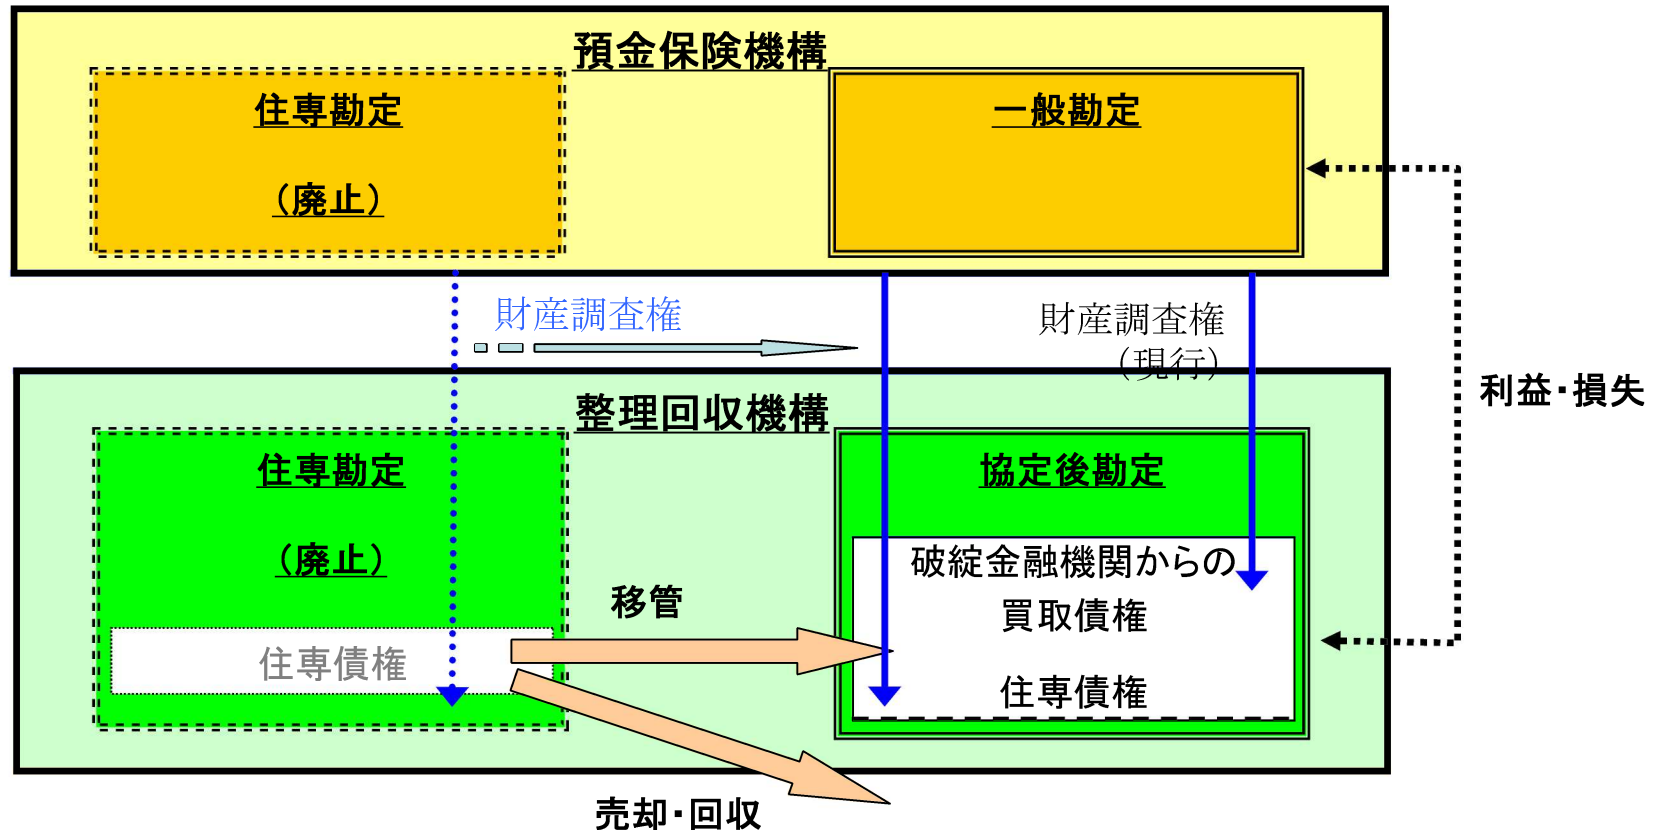 預金保険機構
住専勘定
（廃止）
一般勘定
財産調査権
財産調査権
（現行）
利益・損失
整理回収機構
住専勘定
（廃止）
住専債権
移管
協定後勘定
破綻金融機関からの
買取債権
住専債権
売却・回収